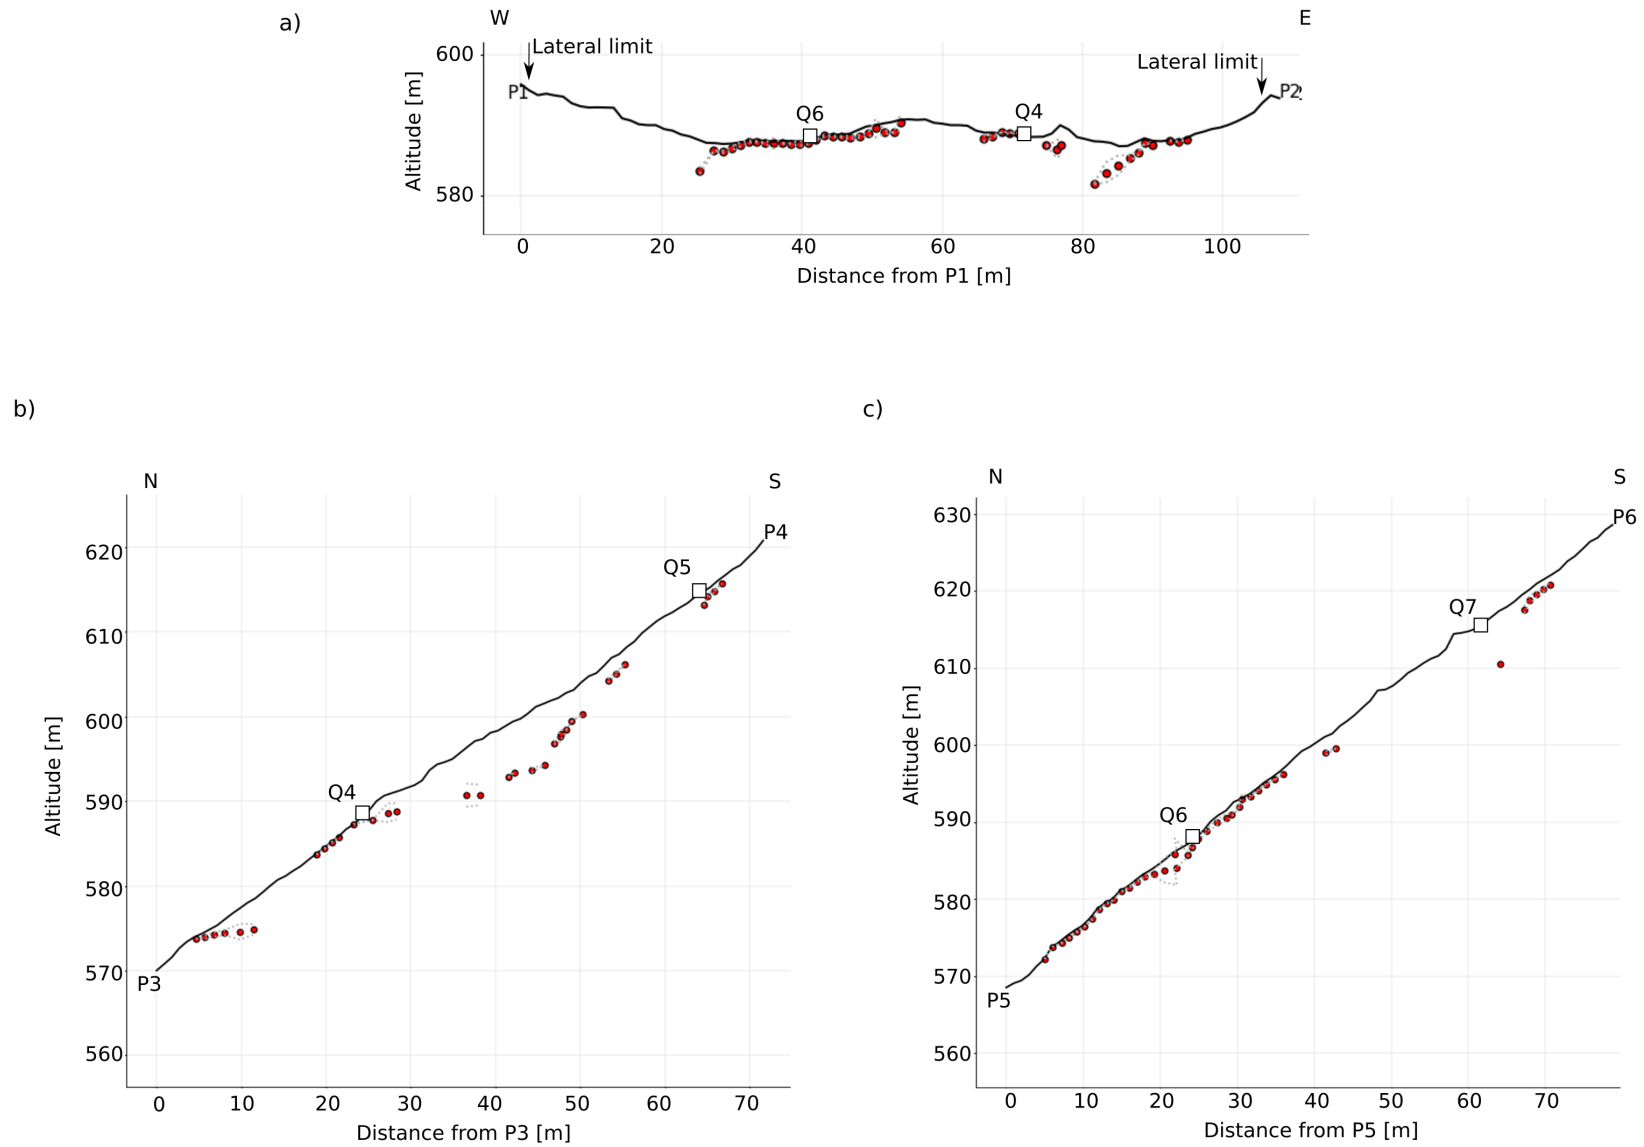 a)
W
E
Lateral limit
Lateral limit
P1
P2
Q6
Q4
600
580
Altitude [m]
0 20 40 60 80 100
Distance from P1 [m]
b)
N
S
P4
Q5
Q4
P3
620
610
600
590
580
570
560
Altitude [m]
0 10 20 30 40 50 60 70
Distance from P3 [m]
c)
N
S
P6
Q7
Q6
P5
630
620
610
600
590
580
570
560
Altitude [m]
0 10 20 30 40 50 60 70
Distance from P5 [m]